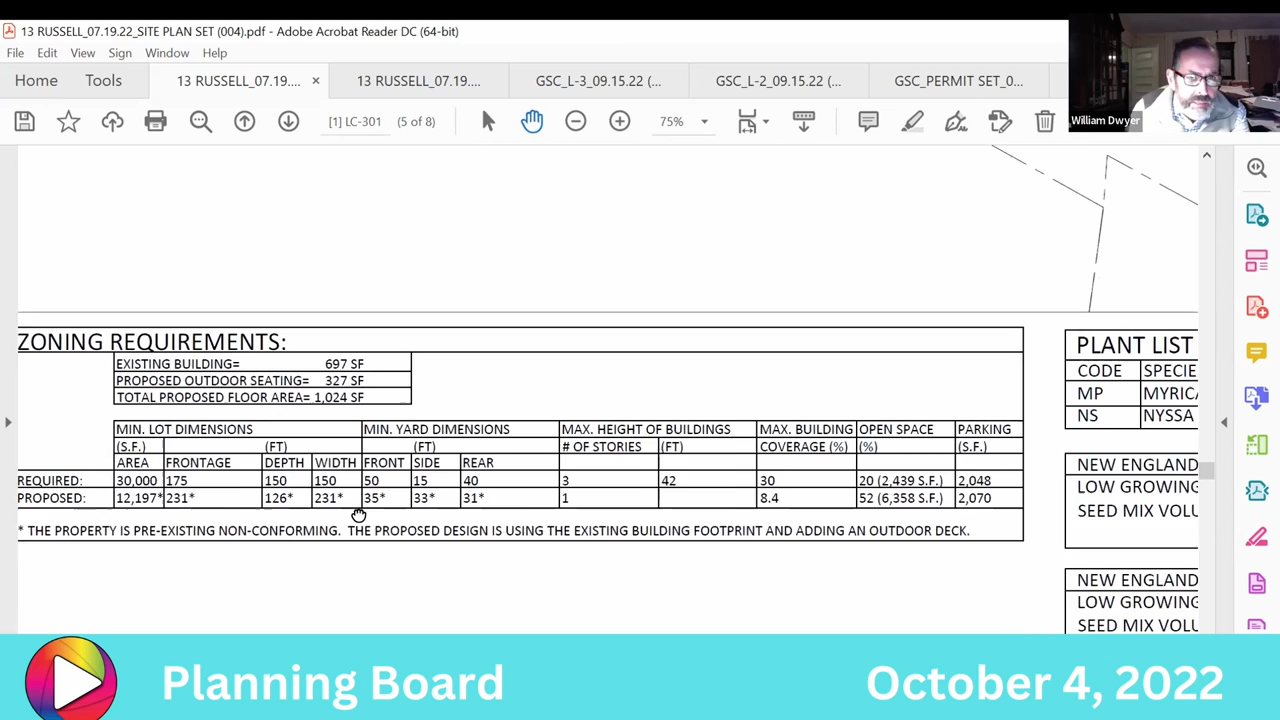 13 RUSSELL_07.19.22_SITE PLAN SET (004).pdf - Adobe Acrobat Reader DC (64-bit)
File Edit View Sign Window Help
Home Tools 13 RUSSELL_07.19.... × 13 RUSSELL_07.19.... GSC_L-3_09.15.22 (... GSC_L-2_09.15.22 (... GSC_PERMIT SET_0...
[1] LC-301 (5 of 8) 75%
William Dwyer
ZONING REQUIREMENTS:
EXISTING BUILDING= 697 SF
PROPOSED OUTDOOR SEATING= 327 SF
TOTAL PROPOSED FLOOR AREA= 1,024 SF
MIN. LOT DIMENSIONS MIN. YARD DIMENSIONS MAX. HEIGHT OF BUILDINGS MAX. BUILDING OPEN SPACE PARKING
(S.F.) (FT) (FT) # OF STORIES (FT) COVERAGE (%) (%) (S.F.)
AREA FRONTAGE DEPTH WIDTH FRONT SIDE REAR
REQUIRED: 30,000 175 150 150 50 15 40 3 42 30 20 (2,439 S.F.) 2,048
PROPOSED: 12,197* 231* 126* 231* 35* 33* 31* 1 8.4 52 (6,358 S.F.) 2,070
* THE PROPERTY IS PRE-EXISTING NON-CONFORMING. THE PROPOSED DESIGN IS USING THE EXISTING BUILDING FOOTPRINT AND ADDING AN OUTDOOR DECK.
PLANT LIST
CODE SPECIE
MP MYRICA
NS NYSSA
NEW ENGLAND
LOW GROWING
SEED MIX VOLU
NEW ENGLAND
LOW GROWING
SEED MIX VOLU
Planning Board October 4, 2022